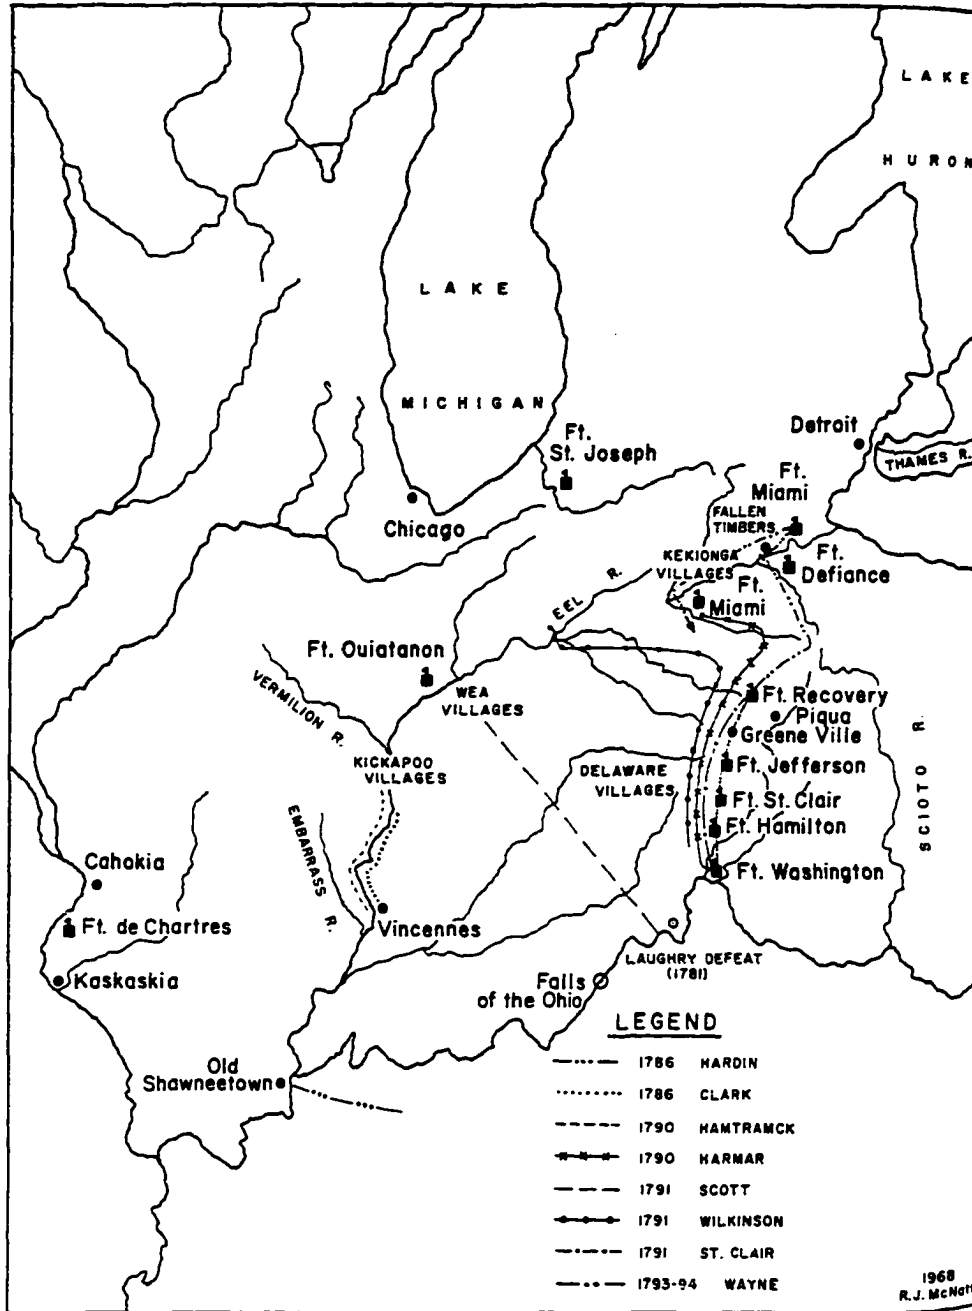 LAKE
HURON
LAKE
MICHIGAN
Ft.
St. Joseph
Detroit
THAMES R.
Ft.
Miami
Chicago
FALLEN
TIMBERS
KEKIONGA
VILLAGES
Ft.
Defiance
Ft.
Miami
EEL R.
Ft. Ouiatanon
WEA
VILLAGES
VERMILION R.
Ft. Recovery
Piqua
Greene Ville
KICKAPOO
VILLAGES
DELAWARE
VILLAGES
Ft. Jefferson
Ft. St. Clair
Ft. Hamilton
SCIOTO R.
EMBARRASS R.
Cahokia
Ft. Washington
Ft. de Chartres
Vincennes
LAUGHRY DEFEAT
(1781)
Kaskaskia
Falls
of the Ohio
Old
Shawneetown
LEGEND
1786 HARDIN
1786 CLARK
1790 HAMTRAMCK
1790 HARMAR
1791 SCOTT
1791 WILKINSON
1791 ST. CLAIR
1793-94 WAYNE
1968
R.J. McNatt